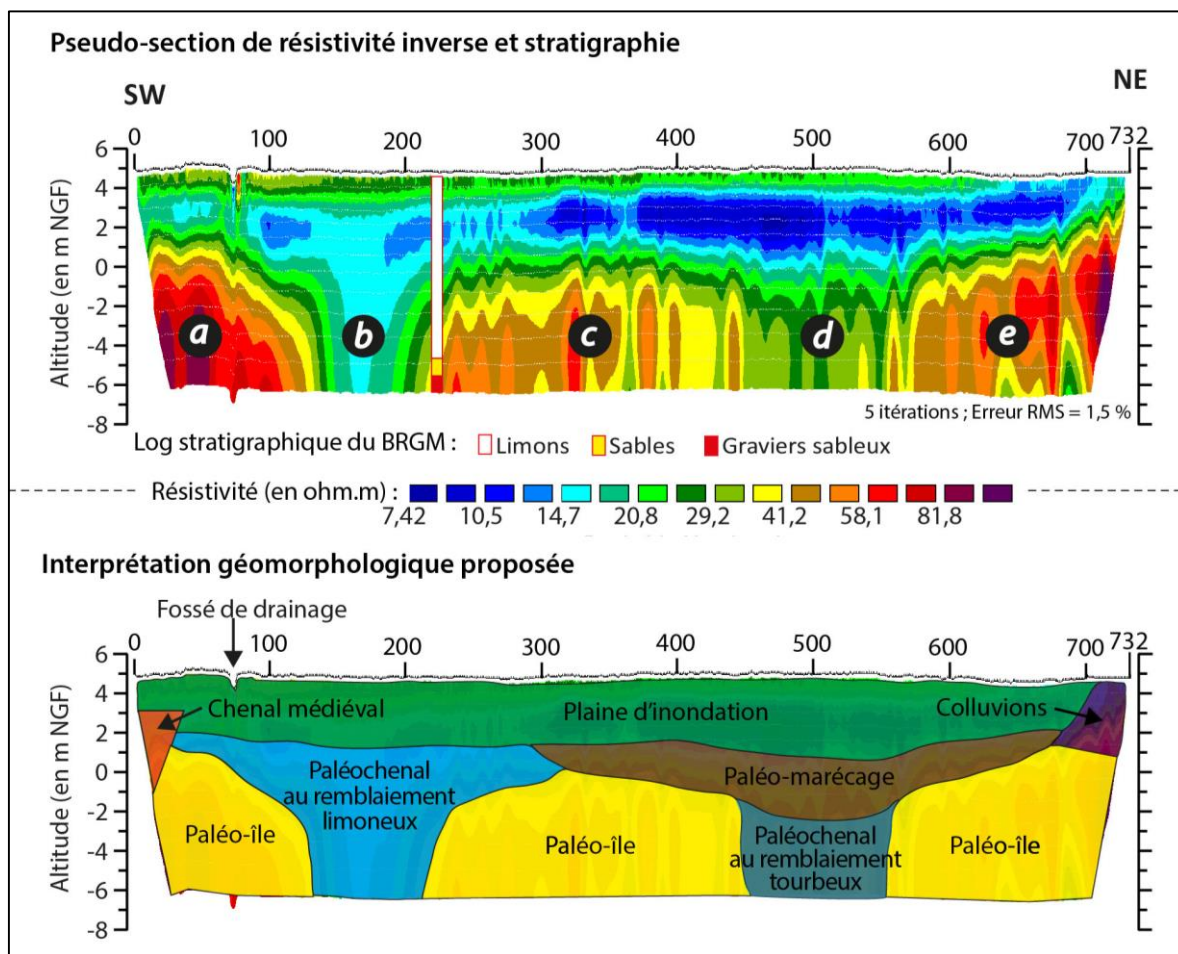 Pseudo-section de résistivité inverse et stratigraphie
SW
NE
0 100 200 300 400 500 600 700 732
Altitude (en m NGF)
6
4
2
0
-2
-4
-6
-8
a b c d e
5 itérations ; Erreur RMS = 1,5 %
Log stratigraphique du BRGM : Limons Sables Graviers sableux
Résistivité (en ohm.m) :
7,42 10,5 14,7 20,8 29,2 41,2 58,1 81,8
Interprétation géomorphologique proposée
Fossé de drainage
0 100 200 300 400 500 600 700 732
Altitude (en m NGF)
6
4
2
0
-2
-4
-6
-8
Chenal médiéval
Plaine d'inondation
Colluvions
Paléochenal
au remblaiement
limoneux
Paléo-marécage
Paléo-île
Paléo-île
Paléochenal
au remblaiement
tourbeux
Paléo-île